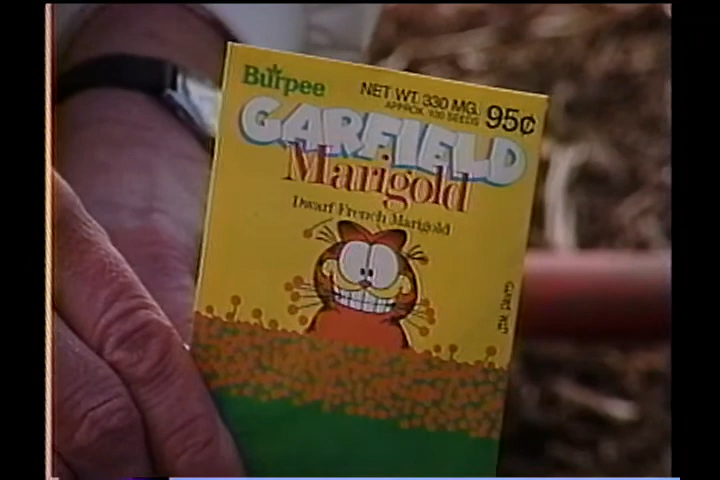 Burpee
NET WT. 330 MG. 95¢
APPROX. 100 SEEDS
GARFIELD
Marigold
Dwarf French Marigold